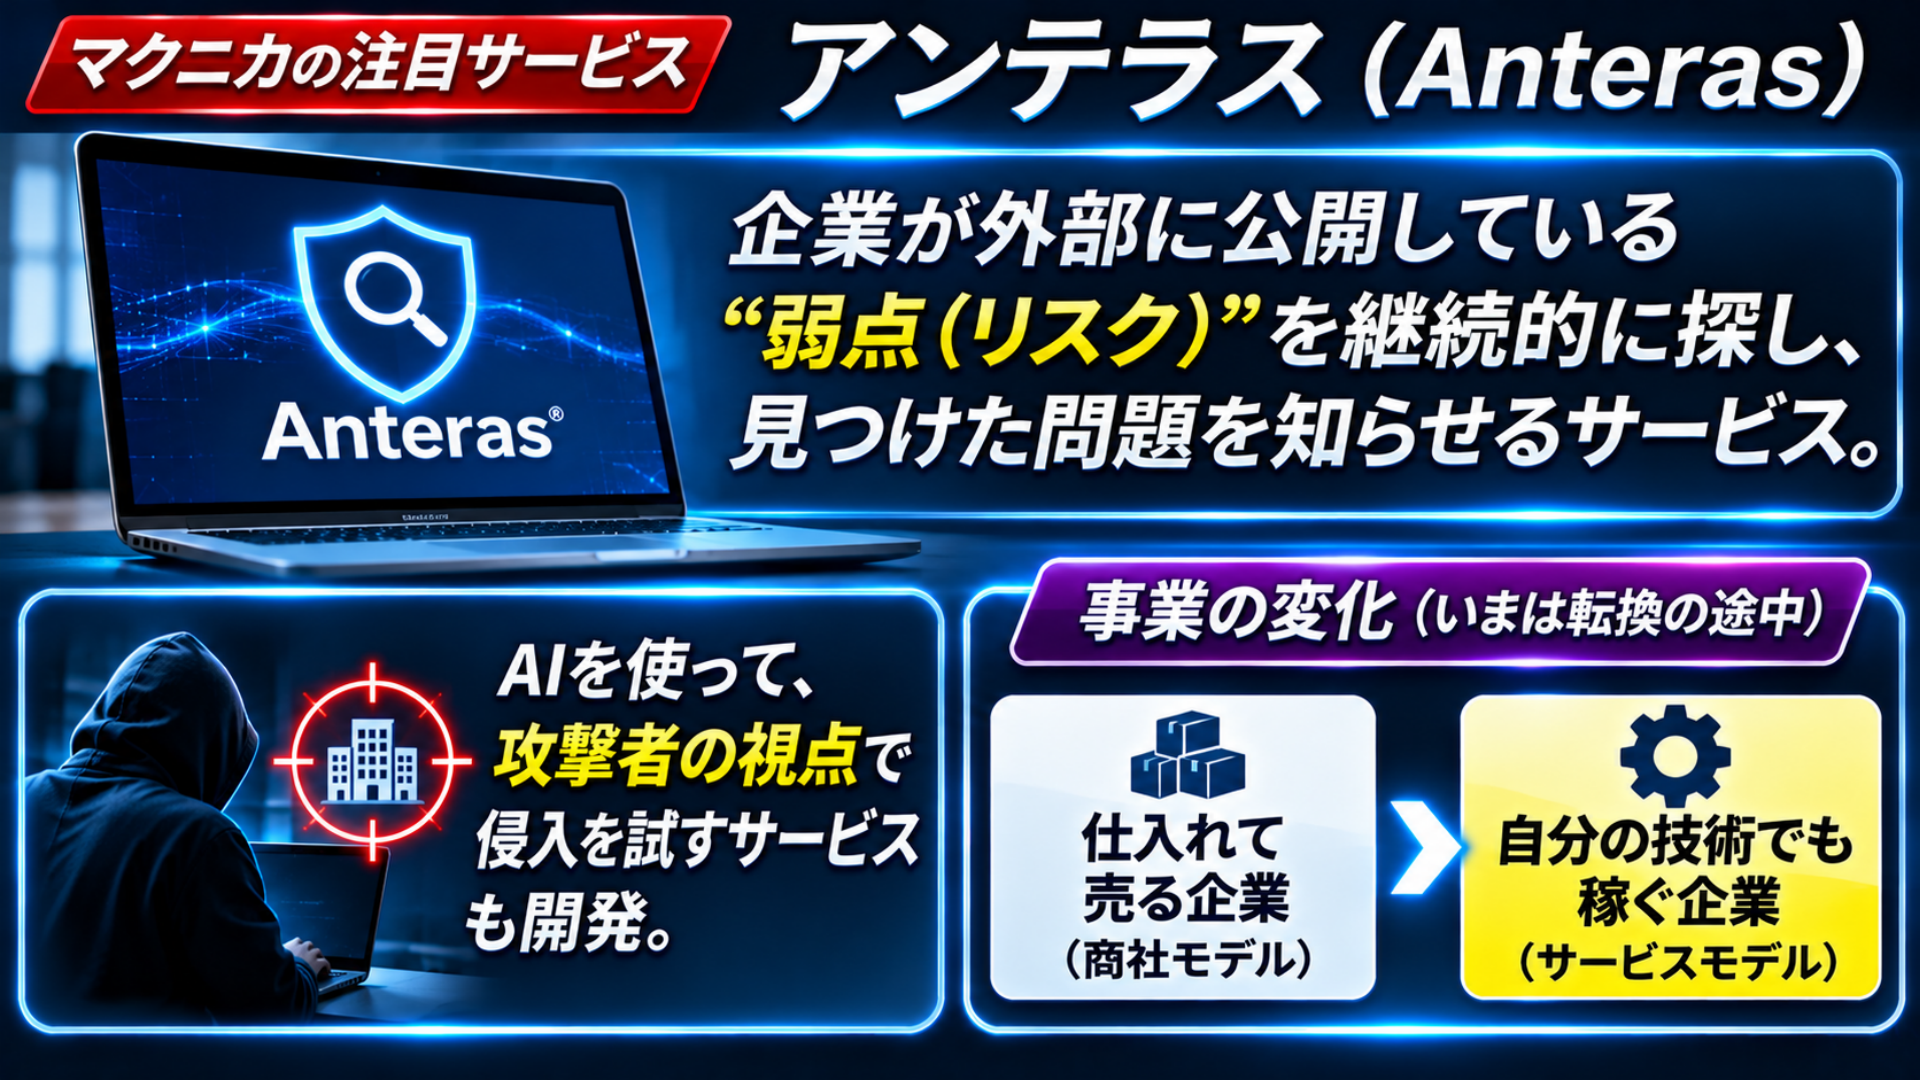 マクニカの注目サービス
アンテラス（Anteras）
Anteras®
企業が外部に公開している
“弱点（リスク）”を継続的に探し、
見つけた問題を知らせるサービス。
AIを使って、
攻撃者の視点で
侵入を試すサービス
も開発。
事業の変化（いまは転換の途中）
仕入れて
売る企業
（商社モデル）
自分の技術でも
稼ぐ企業
（サービスモデル）